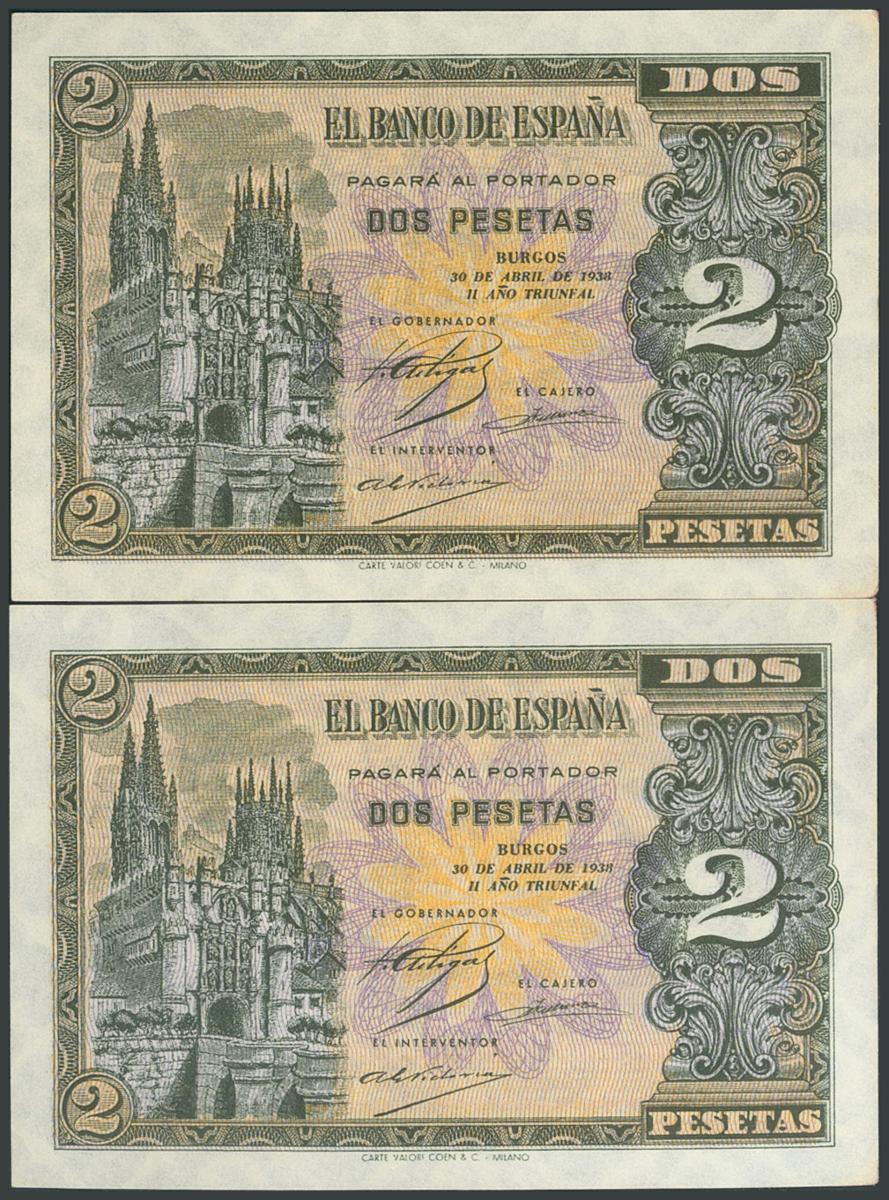 2
DOS
EL BANCO DE ESPAÑA
PAGARÁ AL PORTADOR
DOS PESETAS
BURGOS
30 DE ABRIL DE 1938
II AÑO TRIUNFAL
EL GOBERNADOR
2
EL CAJERO
EL INTERVENTOR
2
PESETAS
CARTE VALORI COEN & C. - MILANO
2
DOS
EL BANCO DE ESPAÑA
PAGARÁ AL PORTADOR
DOS PESETAS
BURGOS
30 DE ABRIL DE 1938
II AÑO TRIUNFAL
EL GOBERNADOR
2
EL CAJERO
EL INTERVENTOR
2
PESETAS
CARTE VALORI COEN & C. - MILANO